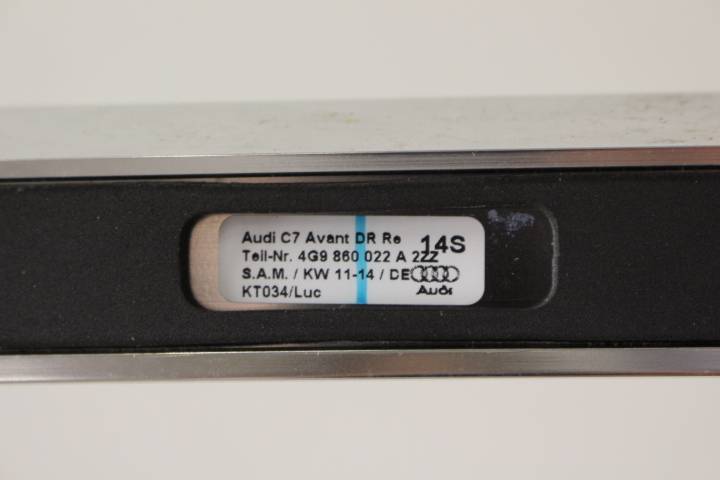 Audi C7 Avant DR Re 14S
Teil-Nr. 4G9 860 022 A 2ZZ
S.A.M. / KW 11-14 / DE
KT034/Luc
Audi